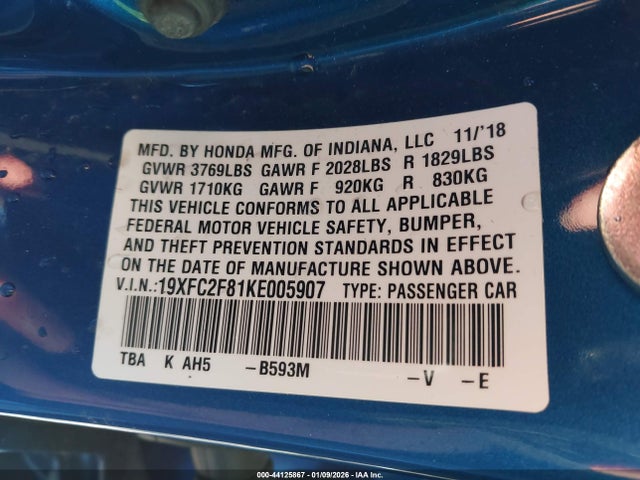 MFD. BY HONDA MFG. OF INDIANA, LLC 11/'18
GVWR 3769LBS GAWR F 2028LBS R 1829LBS
GVWR 1710KG GAWR F 920KG R 830KG
THIS VEHICLE CONFORMS TO ALL APPLICABLE
FEDERAL MOTOR VEHICLE SAFETY, BUMPER,
AND THEFT PREVENTION STANDARDS IN EFFECT
ON THE DATE OF MANUFACTURE SHOWN ABOVE.
V.I.N.:19XFC2F81KE005907 TYPE: PASSENGER CAR
TBA K AH5 -B593M -V -E
000-44125867 - 01/09/2026 - IAA Inc.